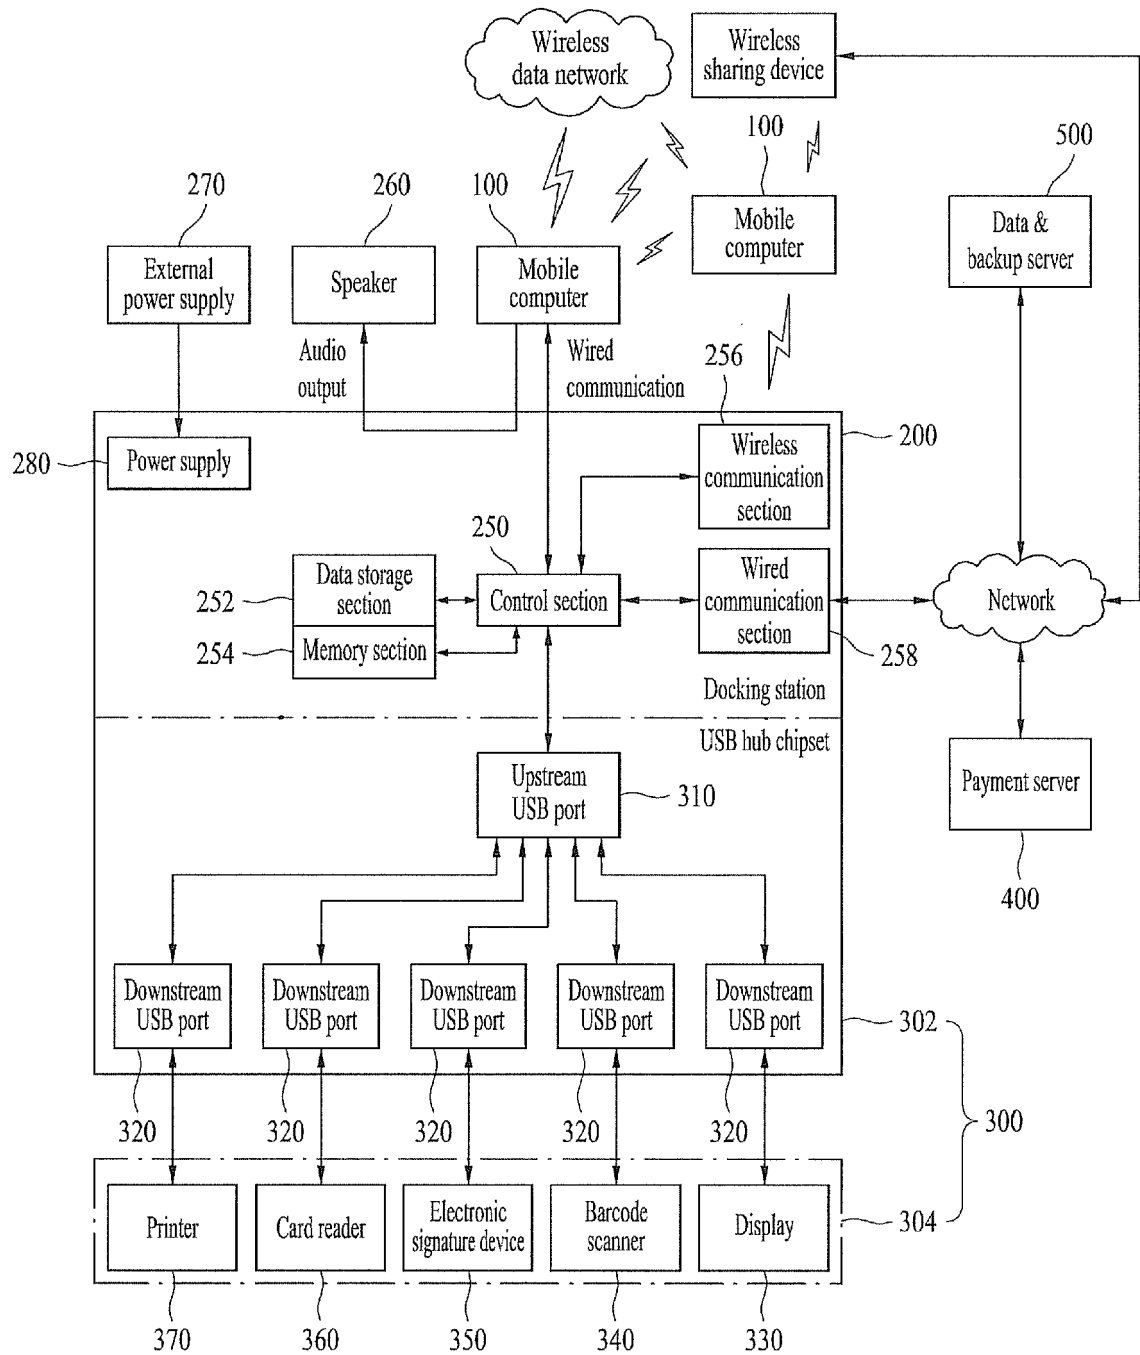 Wireless
data network
Wireless
sharing device
100
500
270
260
100
Mobile
computer
Data &
backup server
External
power supply
Speaker
Mobile
computer
Audio
output
Wired
communication
256
200
280
Power supply
Wireless
communication
section
250
252
Data storage
section
Control section
Wired
communication
section
Network
254
Memory section
258
Docking station
USB hub chipset
Upstream
USB port
310
Payment server
400
Downstream
USB port
Downstream
USB port
Downstream
USB port
Downstream
USB port
Downstream
USB port
302
320
320
320
320
320
300
Printer
Card reader
Electronic
signature device
Barcode
scanner
Display
304
370
360
350
340
330